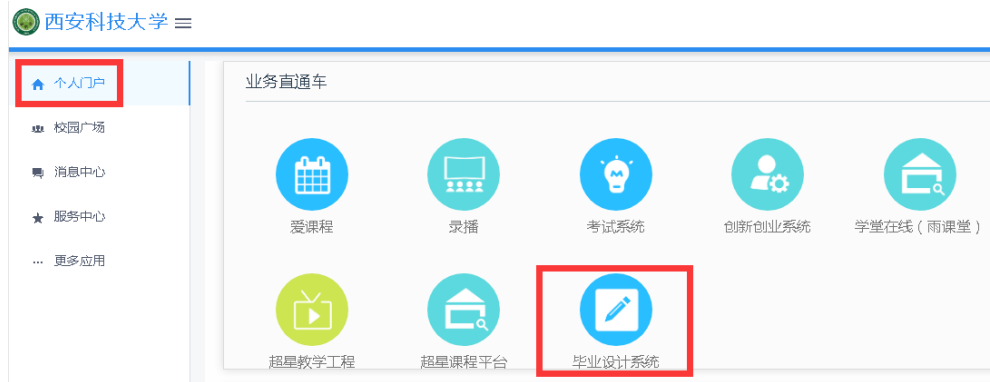 西安科技大学
个人门户
校园广场
消息中心
服务中心
更多应用
业务直通车
爱课程
录播
考试系统
创新创业系统
学堂在线（雨课堂）
超星教学工程
超星课程平台
毕业设计系统